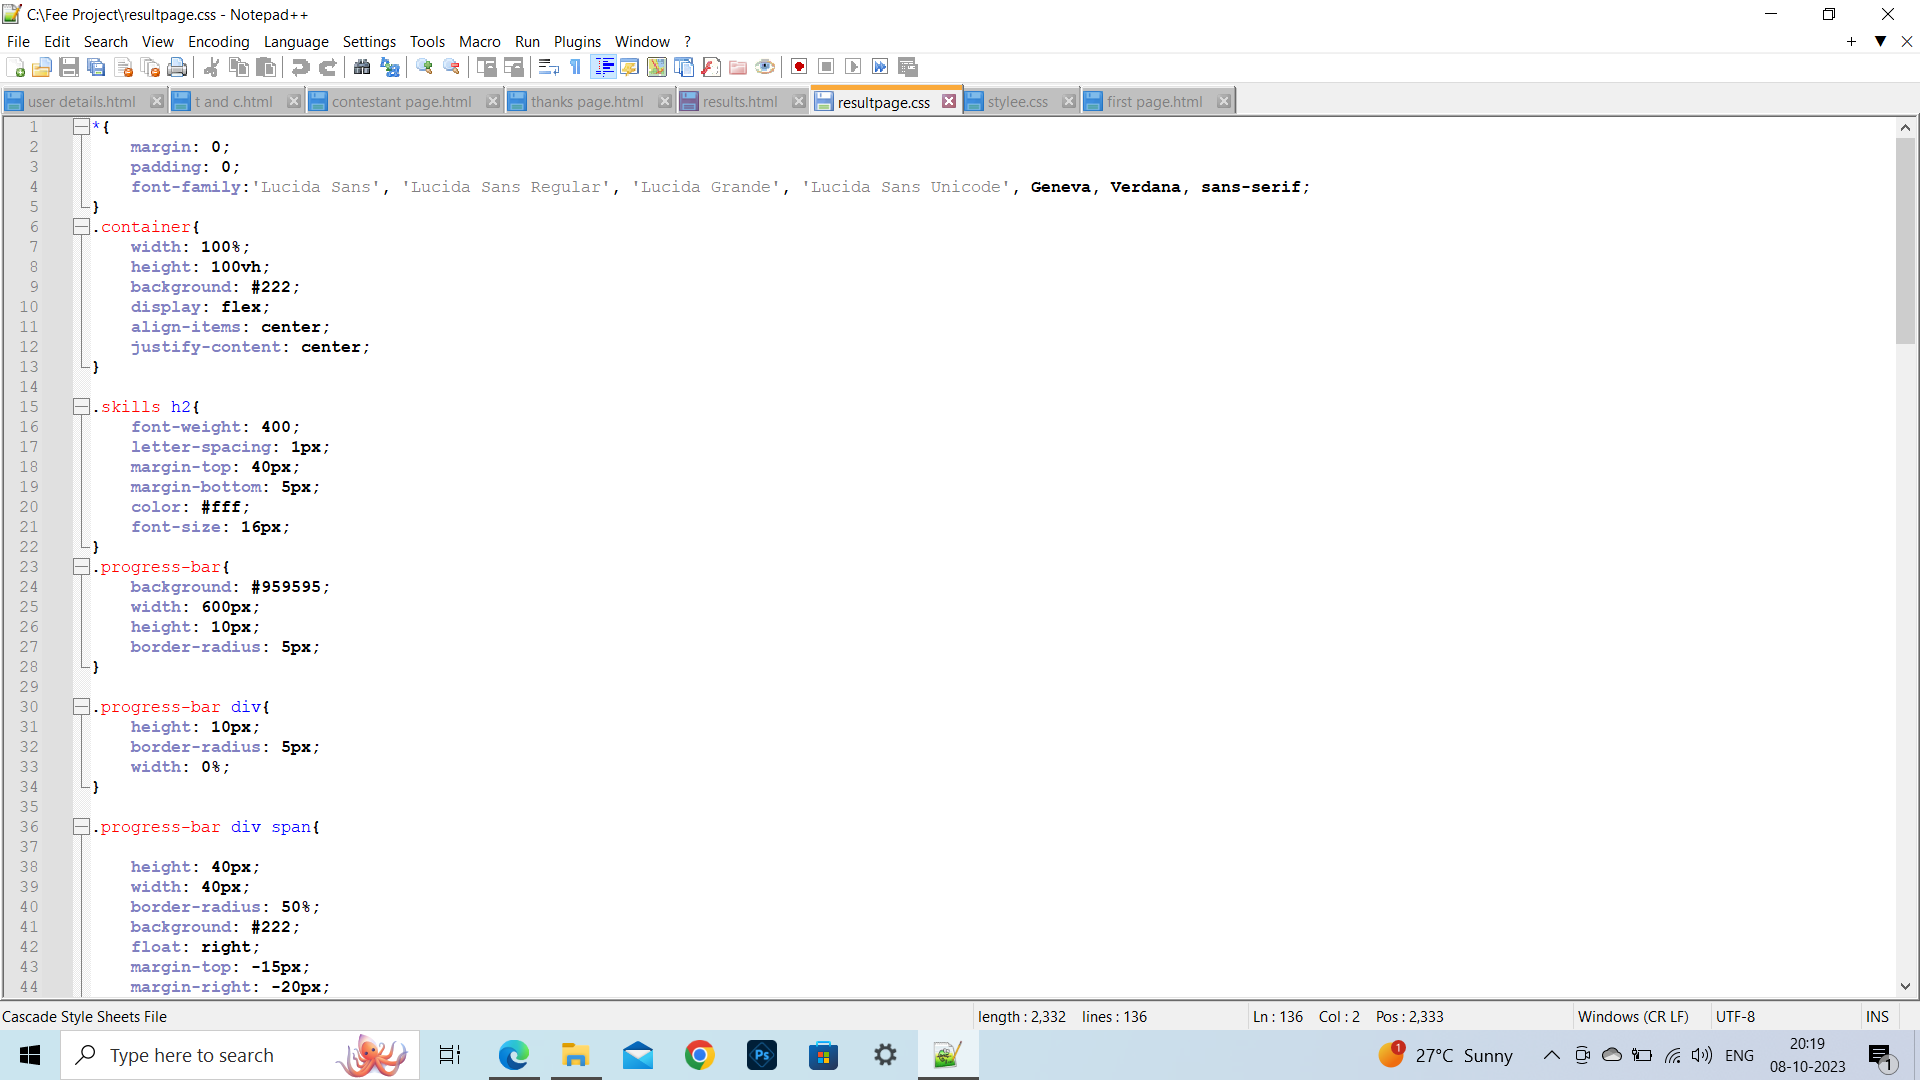 C:\Fee Project\resultpage.css - Notepad++
File Edit Search View Encoding Language Settings Tools Macro Run Plugins Window ?
user details.html t and c.html contestant page.html thanks page.html results.html resultpage.css stylee.css first page.html
1 *{
2 margin: 0;
3 padding: 0;
4 font-family:'Lucida Sans', 'Lucida Sans Regular', 'Lucida Grande', 'Lucida Sans Unicode', Geneva, Verdana, sans-serif;
5 }
6 .container{
7 width: 100%;
8 height: 100vh;
9 background: #222;
10 display: flex;
11 align-items: center;
12 justify-content: center;
13 }
14
15 .skills h2{
16 font-weight: 400;
17 letter-spacing: 1px;
18 margin-top: 40px;
19 margin-bottom: 5px;
20 color: #fff;
21 font-size: 16px;
22 }
23 .progress-bar{
24 background: #959595;
25 width: 600px;
26 height: 10px;
27 border-radius: 5px;
28 }
29
30 .progress-bar div{
31 height: 10px;
32 border-radius: 5px;
33 width: 0%;
34 }
35
36 .progress-bar div span{
37
38 height: 40px;
39 width: 40px;
40 border-radius: 50%;
41 background: #222;
42 float: right;
43 margin-top: -15px;
44 margin-right: -20px;
Cascade Style Sheets File length : 2,332 lines : 136 Ln : 136 Col : 2 Pos : 2,333 Windows (CR LF) UTF-8 INS
Type here to search Ps 1 27°C Sunny ENG 20:19
08-10-2023 1